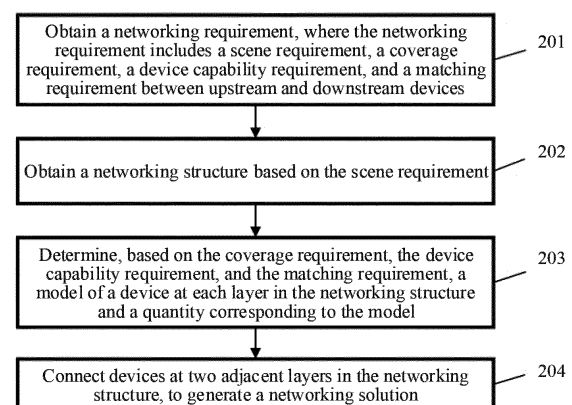 Obtain a networking requirement, where the networking
requirement includes a scene requirement, a coverage
requirement, a device capability requirement, and a matching
requirement between upstream and downstream devices
201
Obtain a networking structure based on the scene requirement
202
Determine, based on the coverage requirement, the device
capability requirement, and the matching requirement, a
model of a device at each layer in the networking structure
and a quantity corresponding to the model
203
Connect devices at two adjacent layers in the networking
structure, to generate a networking solution
204